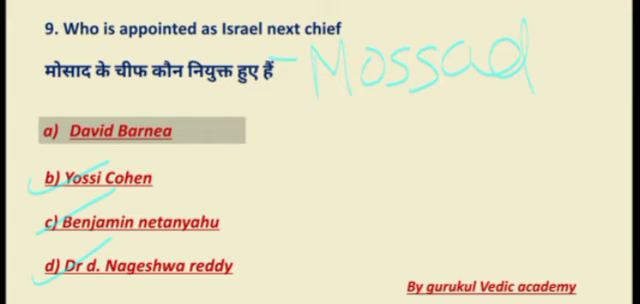 9. Who is appointed as Israel next chief
मोसाद के चीफ कौन नियुक्त हुए हैं - Mossad
a) David Barnea
b) Yossi Cohen
c) Benjamin netanyahu
d) Dr d. Nageshwa reddy
By gurukul Vedic academy